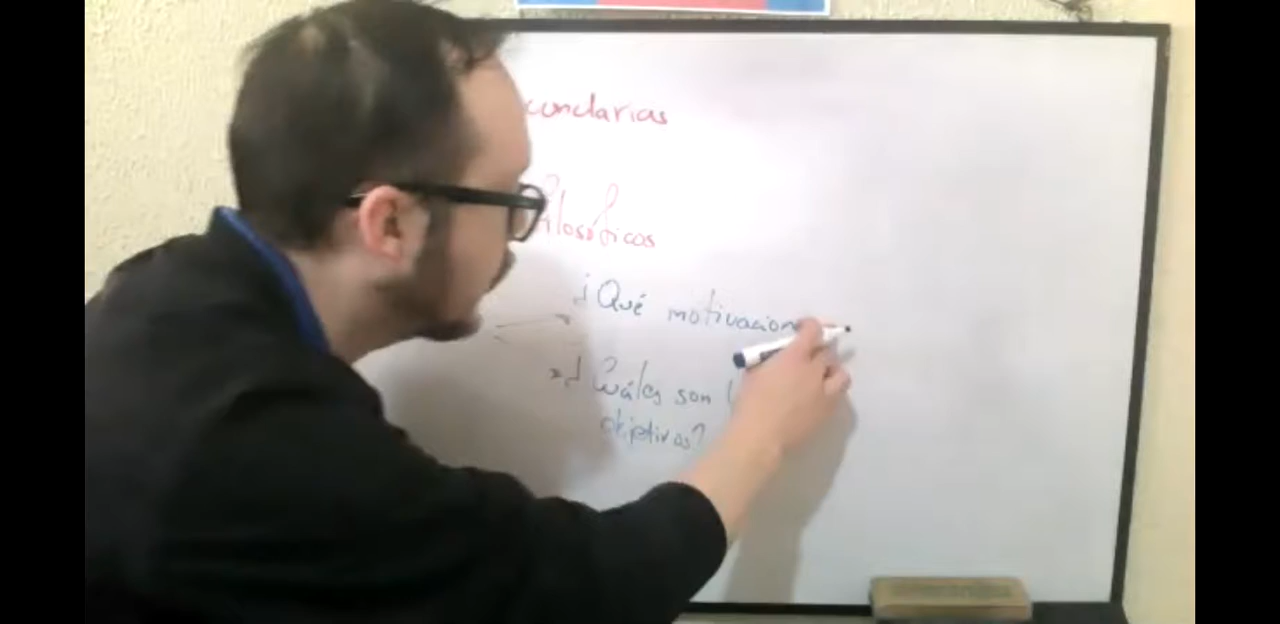 cundarias
filosóficos
¿Qué motivacion
¿Cuáles son l
objetivos?